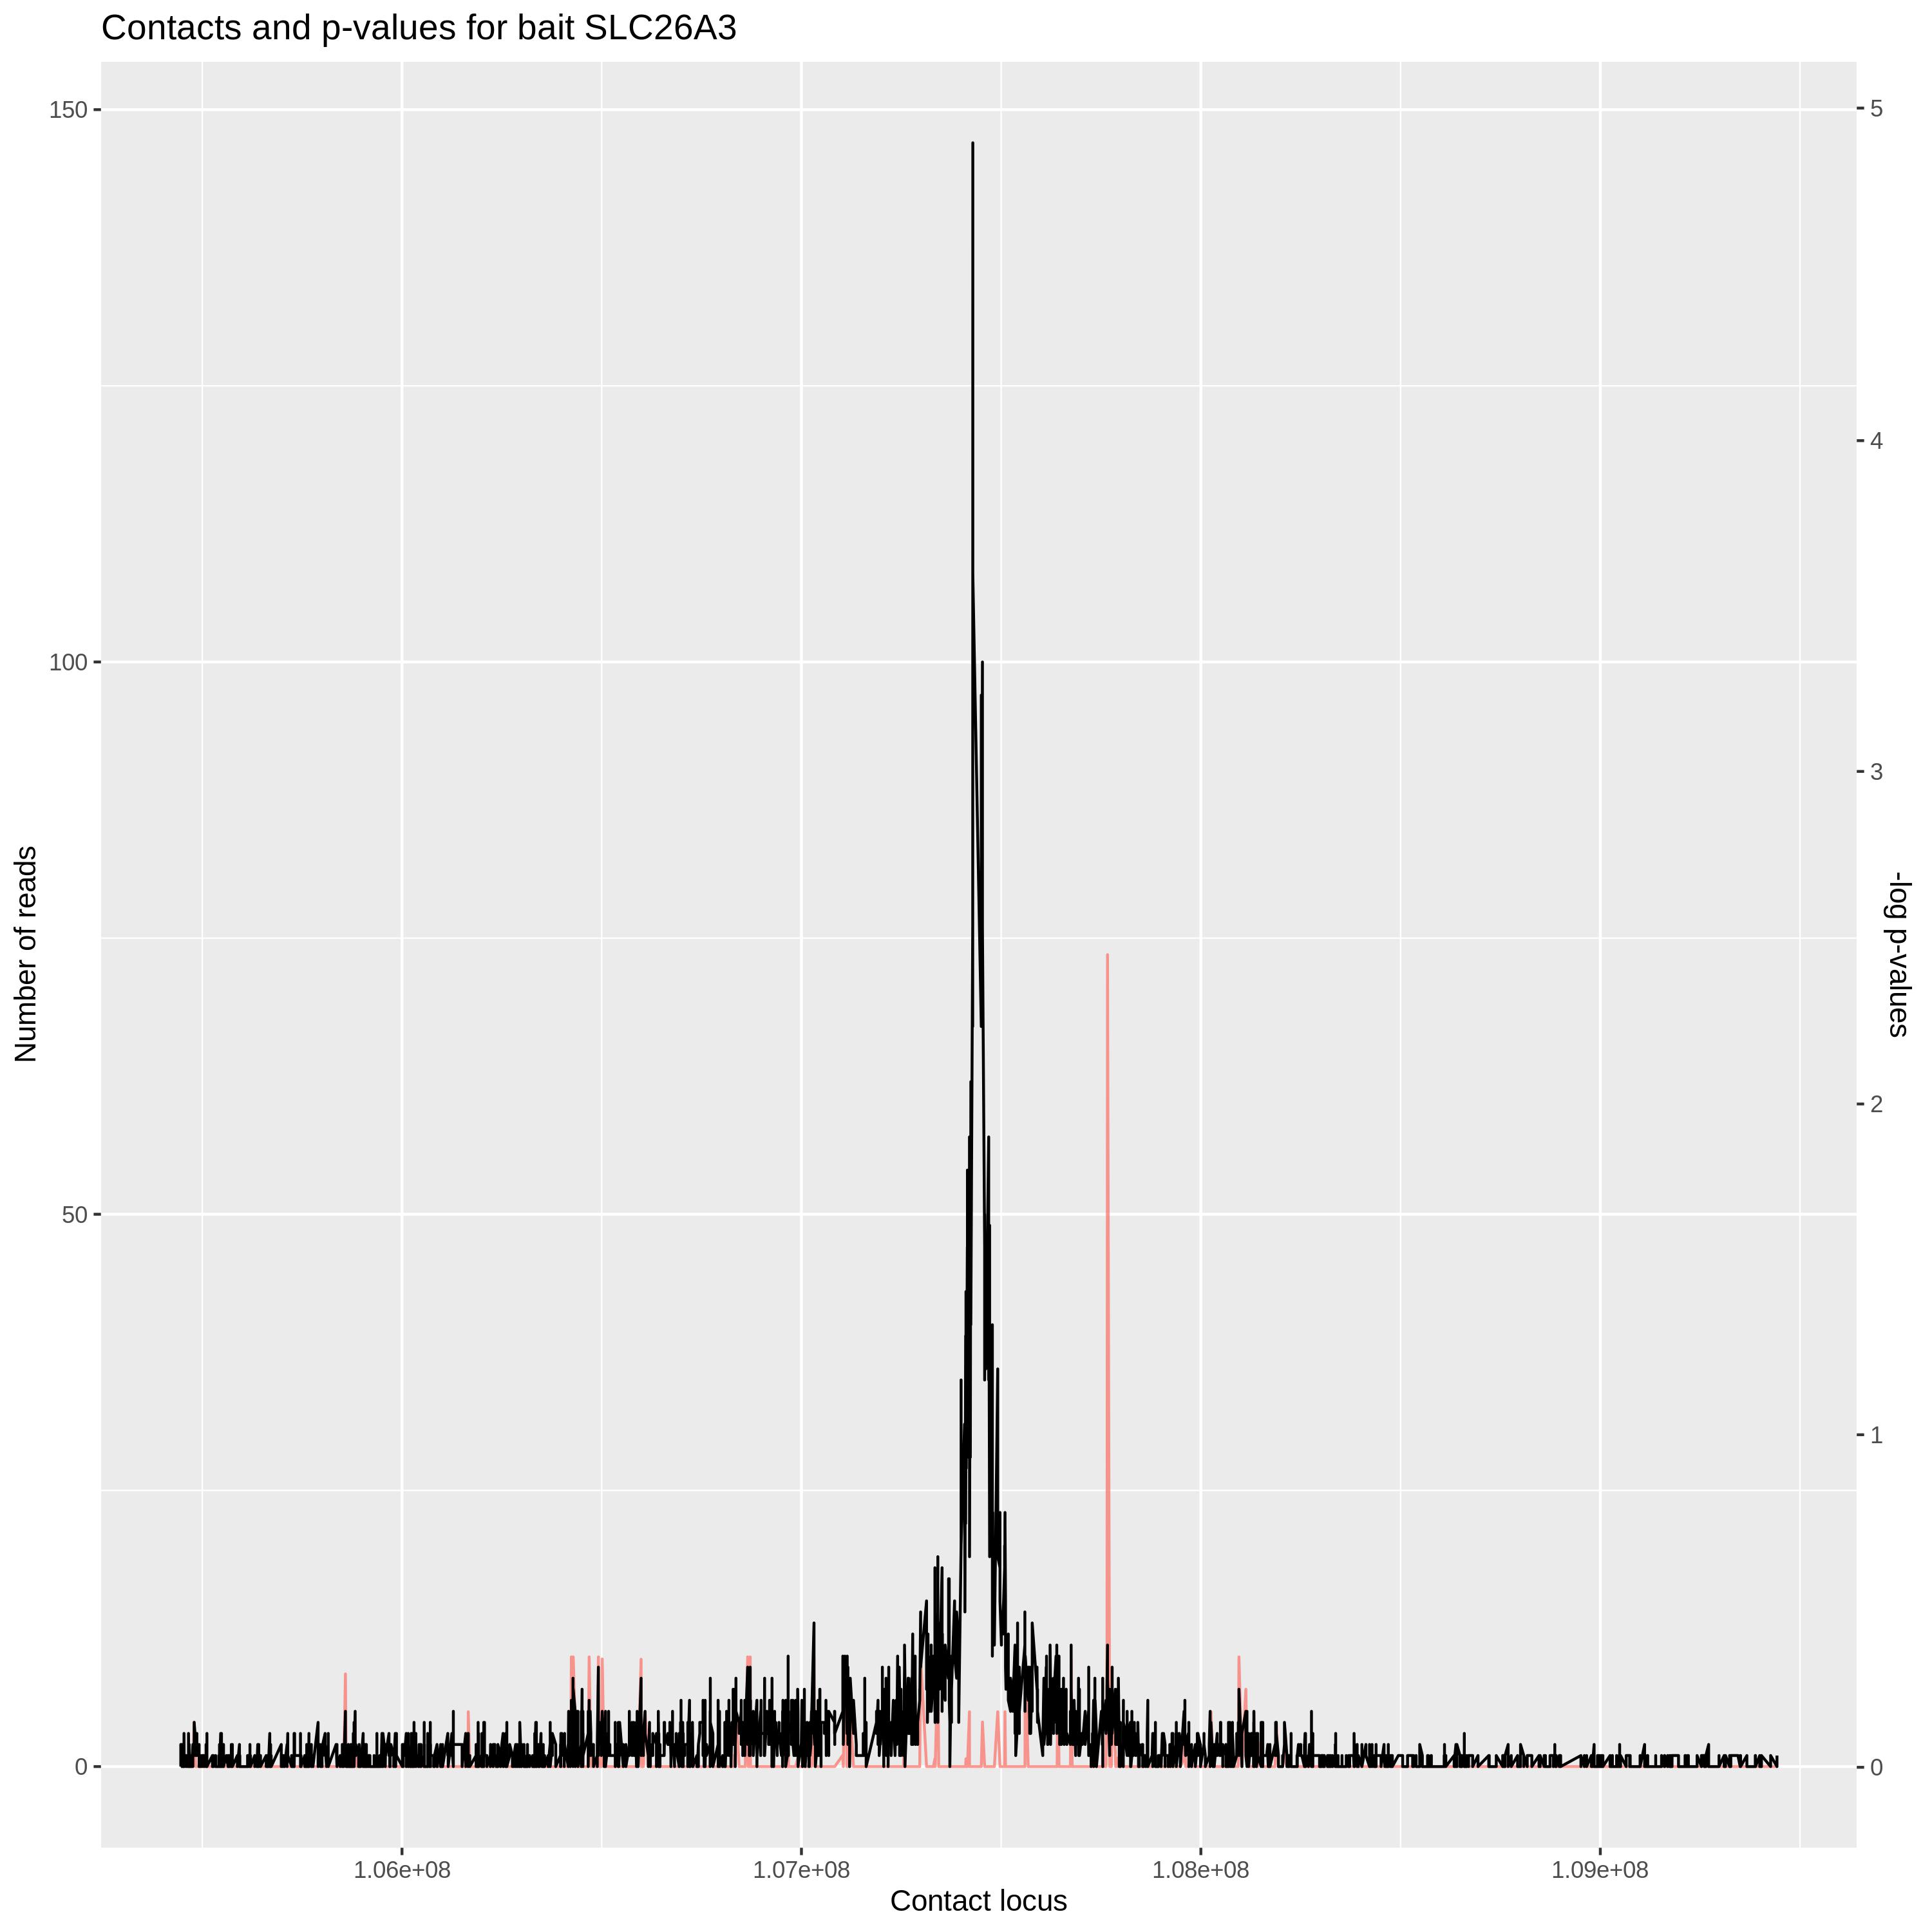 Contacts and p-values for bait SLC26A3
150
100
50
0
Number of reads
5
4
3
2
1
0
-log p-values
1.06e+08
1.07e+08
1.08e+08
1.09e+08
Contact locus